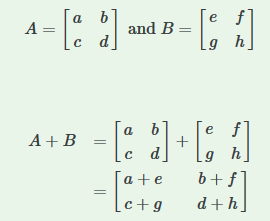 A = [a b c d] and B = [e f g h]
A + B = [a b c d] + [e f g h]
= [a + e b + f c + g d + h]